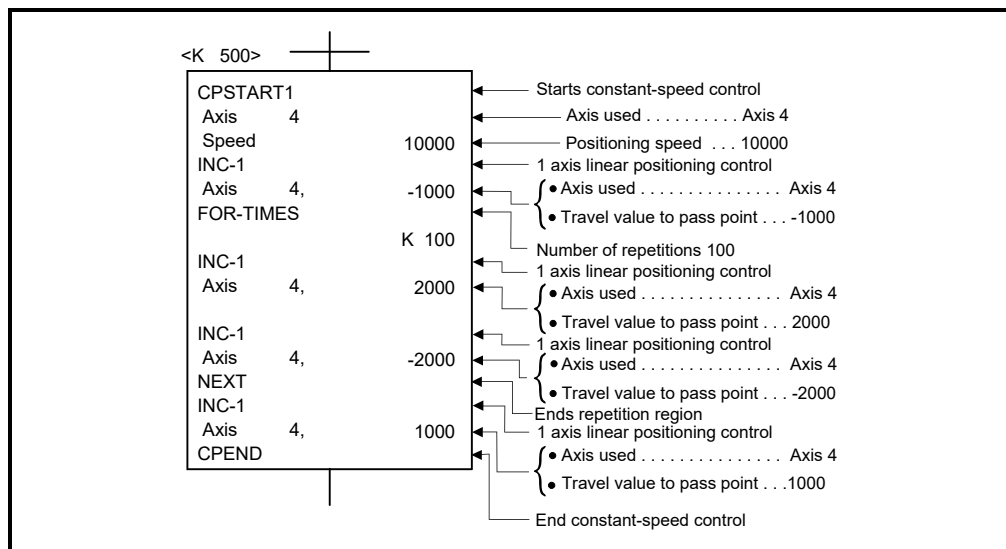 <K 500>
CPSTART1
Axis 4
Speed 10000
INC-1
Axis 4, -1000
FOR-TIMES
K 100
INC-1
Axis 4, 2000
INC-1
Axis 4, -2000
NEXT
INC-1
Axis 4, 1000
CPEND
Starts constant-speed control
Axis used . . . . . . . . . . Axis 4
Positioning speed . . . 10000
1 axis linear positioning control
• Axis used . . . . . . . . . . . . . . . Axis 4
• Travel value to pass point . . . -1000
Number of repetitions 100
1 axis linear positioning control
• Axis used . . . . . . . . . . . . . . . Axis 4
• Travel value to pass point . . . 2000
1 axis linear positioning control
• Axis used . . . . . . . . . . . . . . . Axis 4
• Travel value to pass point . . . -2000
Ends repetition region
1 axis linear positioning control
• Axis used . . . . . . . . . . . . . . . Axis 4
• Travel value to pass point . . .1000
End constant-speed control